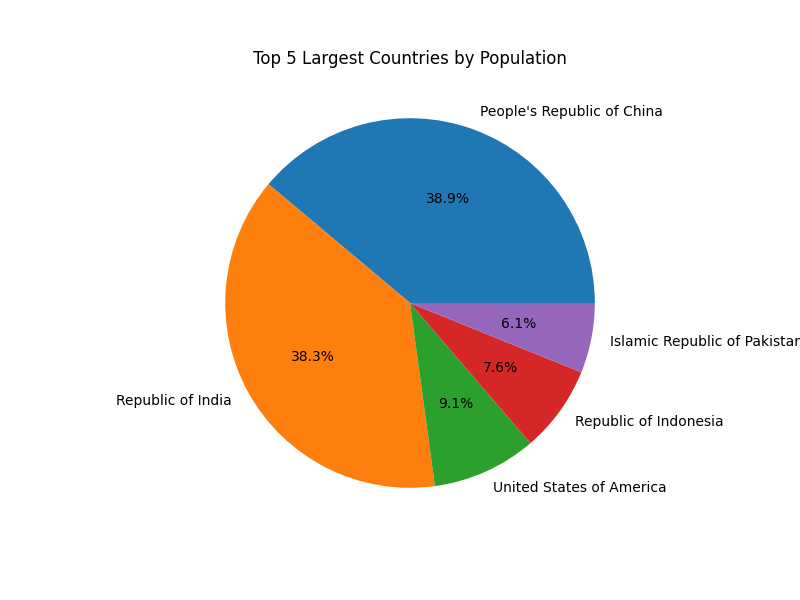 Top 5 Largest Countries by Population
People's Republic of China
38.9%
38.3%
Republic of India
9.1%
United States of America
7.6%
Republic of Indonesia
6.1%
Islamic Republic of Pakistan